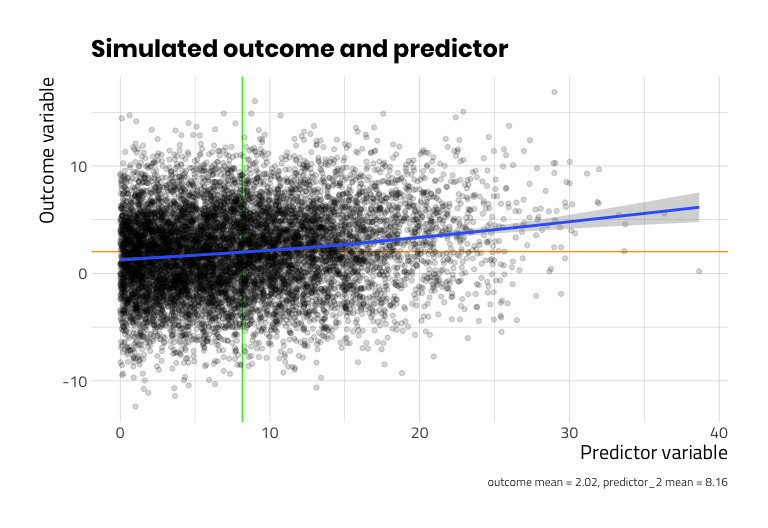 Simulated outcome and predictor
Outcome variable
10
0
-10
0
10
20
30
40
Predictor variable
outcome mean = 2.02, predictor_2 mean = 8.16